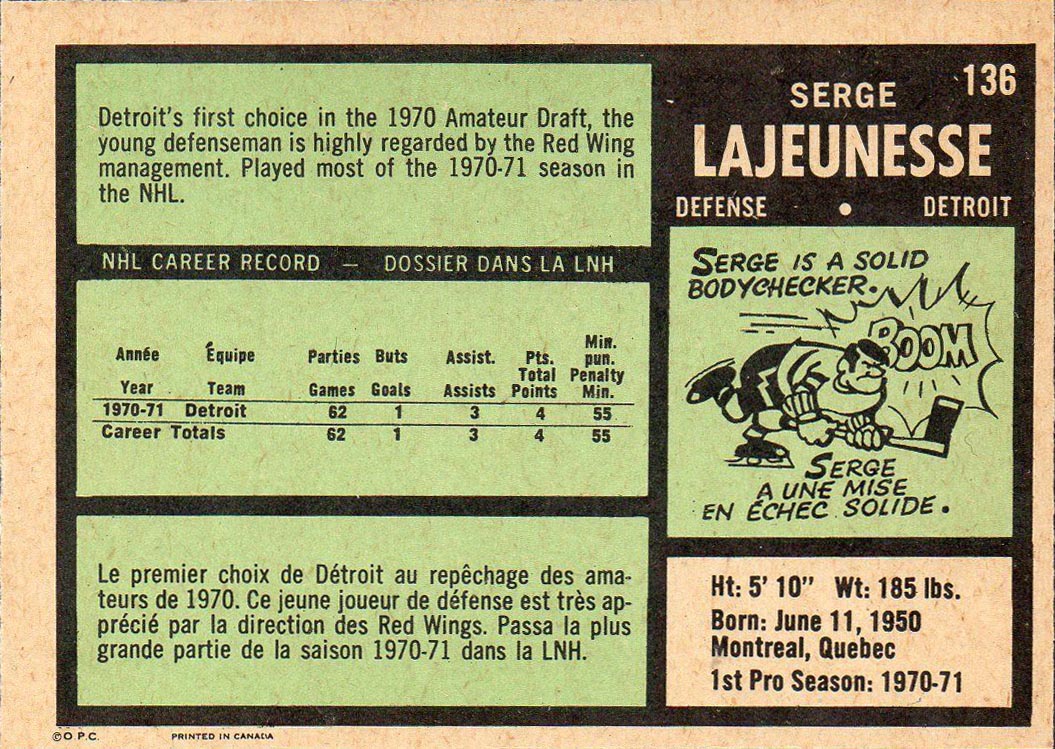 136
SERGE
LAJEUNESSE
DEFENSE • DETROIT
Detroit's first choice in the 1970 Amateur Draft, the
young defenseman is highly regarded by the Red Wing
management. Played most of the 1970-71 season in
the NHL.
NHL CAREER RECORD — DOSSIER DANS LA LNH
Année Équipe Parties Buts Assist. Pts. Min. pun.
Year Team Games Goals Assists Total Points Penalty Min.
1970-71 Detroit 62 1 3 4 55
Career Totals 62 1 3 4 55
Le premier choix de Détroit au repêchage des ama-
teurs de 1970. Ce jeune joueur de défense est très ap-
précié par la direction des Red Wings. Passa la plus
grande partie de la saison 1970-71 dans la LNH.
SERGE IS A SOLID
BODYCHECKER.
BOOM
SERGE
A UNE MISE
EN ÉCHEC SOLIDE.
Ht: 5' 10" Wt: 185 lbs.
Born: June 11, 1950
Montreal, Quebec
1st Pro Season: 1970-71
©O.P.C. PRINTED IN CANADA